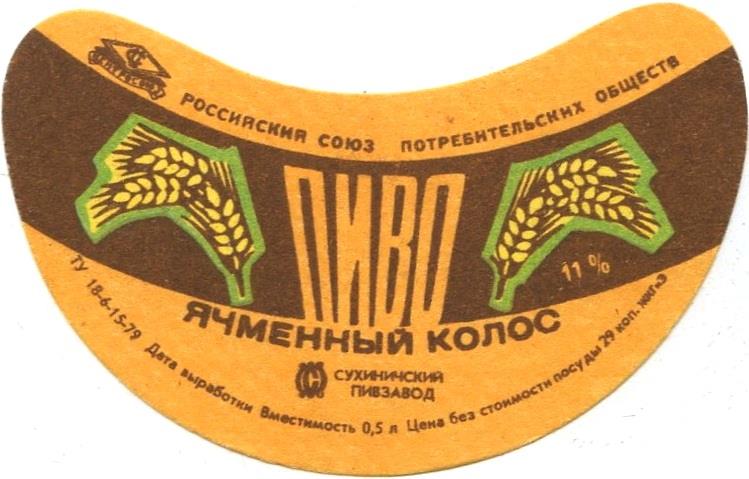 РОССИЙСКИЙ СОЮЗ ПОТРЕБИТЕЛЬСКИХ ОБЩЕСТВ
ПИВО
11 %
ЯЧМЕННЫЙ КОЛОС
СУХИНИЧСКИЙ
ПИВЗАВОД
ТУ 18-6-15-79 Дата выработки Вместимость 0,5 л Цена без стоимости посуды 29 коп.